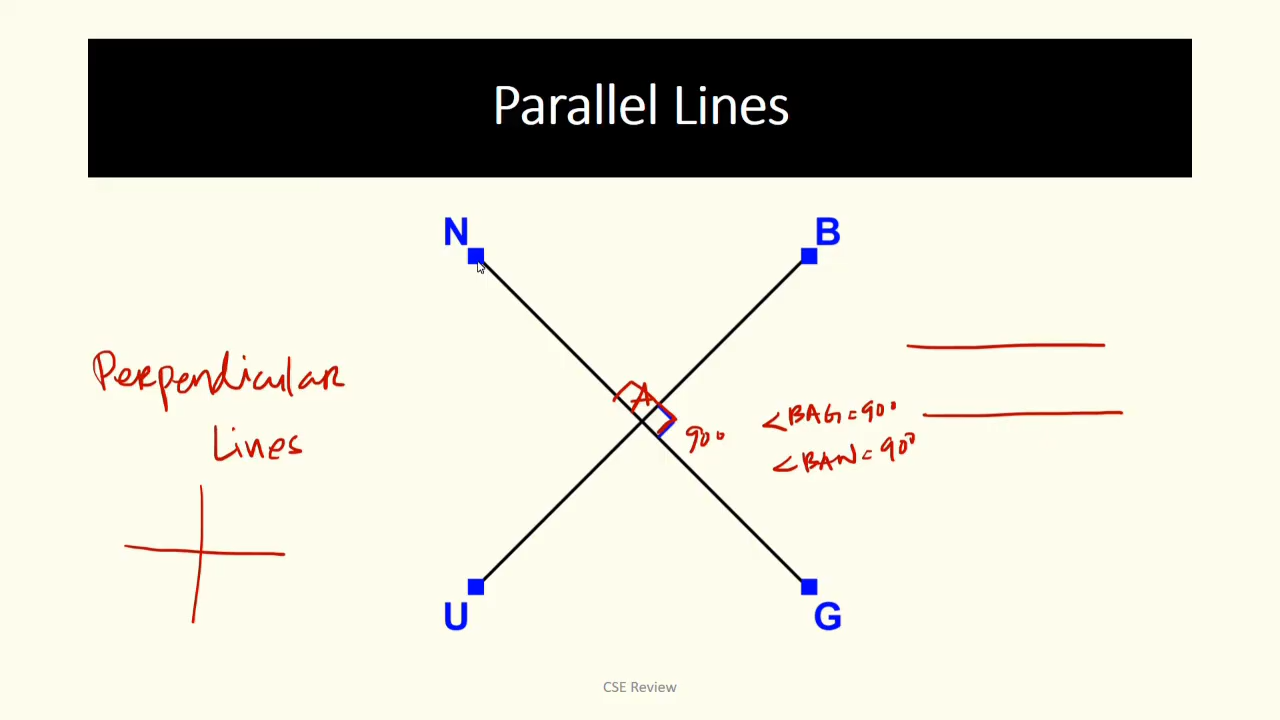 Parallel Lines
N
B
Perpendicular
Lines
A
90°
<BAG=90°
<BAN=90°
U
G
CSE Review